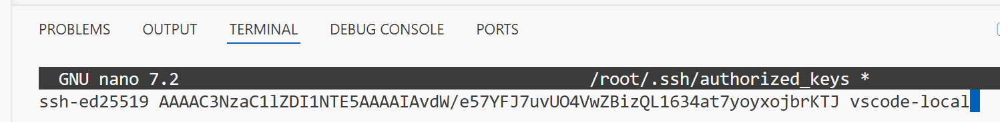 PROBLEMS OUTPUT TERMINAL DEBUG CONSOLE PORTS
GNU nano 7.2 /root/.ssh/authorized_keys *
ssh-ed25519 AAAAC3NzaC1lZDI1NTE5AAAAIAvdW/e57YFJ7uvUO4VwZBizQL1634at7yoyxojbrKTJ vscode-local